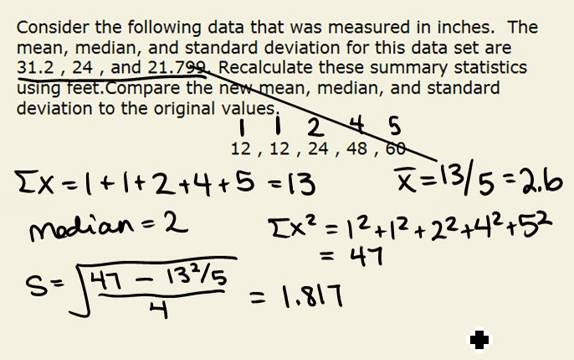 Consider the following data that was measured in inches. The
mean, median, and standard deviation for this data set are
31.2 , 24 , and 21.799. Recalculate these summary statistics
using feet.Compare the new mean, median, and standard
deviation to the original values.
1 1 2 4 5
12 , 12 , 24 , 48 , 60
Σx = 1+1+2+4+5 = 13 x̄ = 13/5 = 2.6
median = 2 Σx² = 1²+1²+2²+4²+5²
= 47
S = √((47 - 13²/5)/4) = 1.817